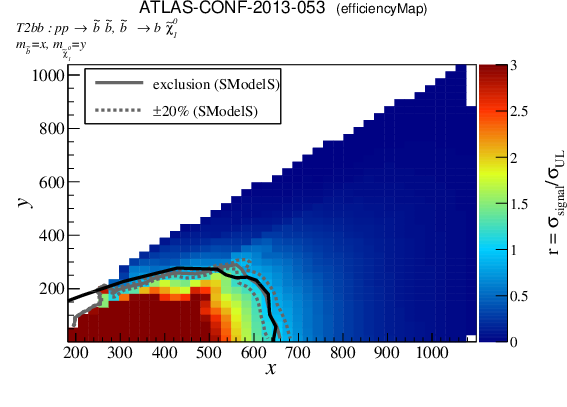 ATLAS-CONF-2013-053 (efficiencyMap)
T2bb : pp → b̃ b̃, b̃ → b χ̃₁⁰
m_b̃=x, m_χ̃₁⁰=y
exclusion (SModelS)
±20% (SModelS)
1000
800
600
400
200
y
200 300 400 500 600 700 800 900 1000
x
3
2.5
2
1.5
1
0.5
0
r = σ_signal/σ_UL